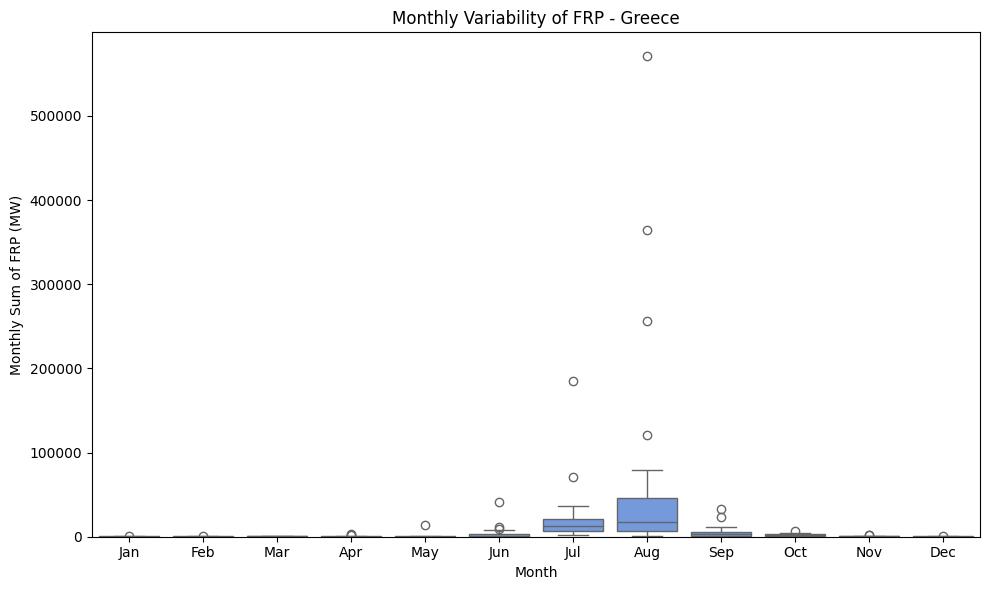 Monthly Variability of FRP - Greece
Monthly Sum of FRP (MW)
500000
400000
300000
200000
100000
0
Jan Feb Mar Apr May Jun Jul Aug Sep Oct Nov Dec
Month